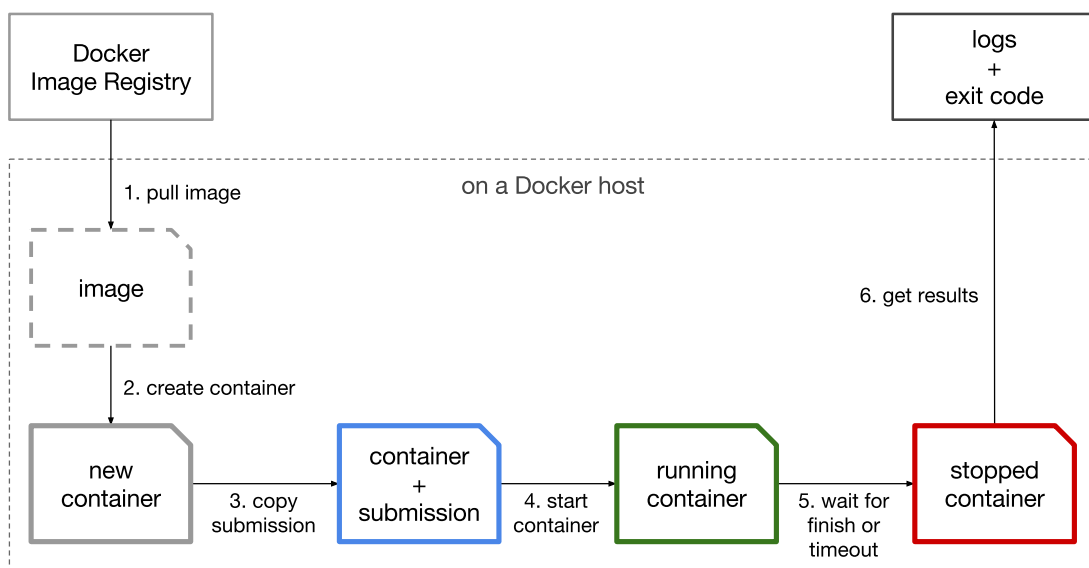 Docker
Image Registry
logs
+
exit code
on a Docker host
1. pull image
image
6. get results
2. create container
new
container
3. copy
submission
container
+
submission
4. start
container
running
container
5. wait for
finish or
timeout
stopped
container